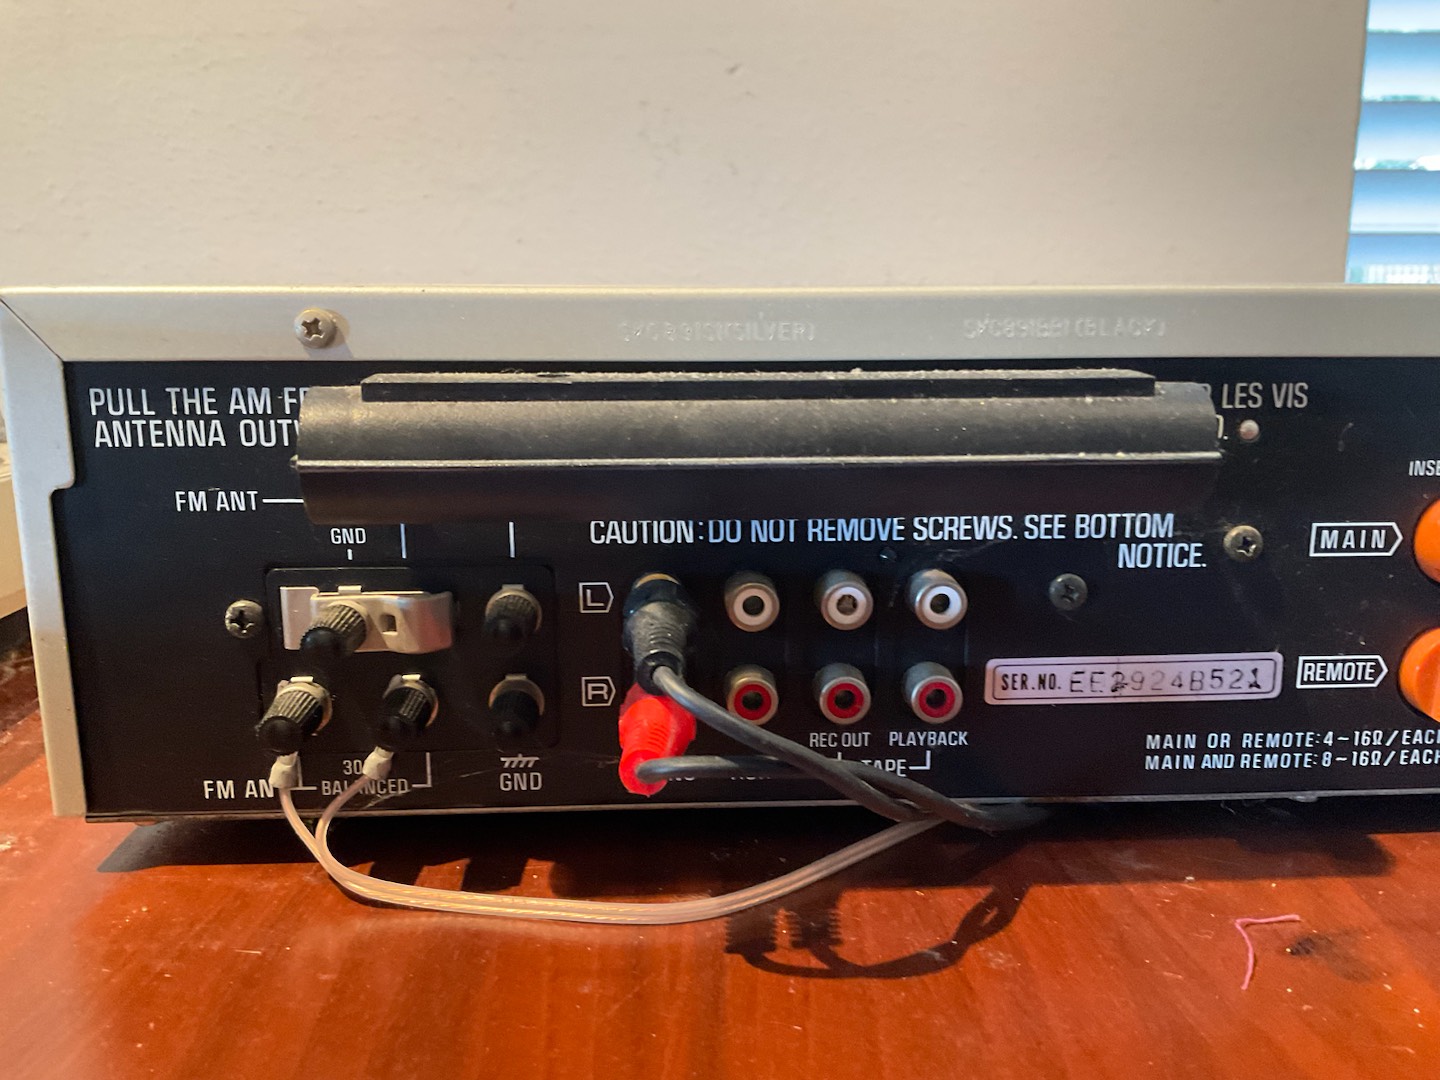 PULL THE AM
ANTENNA
LES VIS
FM ANT
GND
CAUTION: DO NOT REMOVE SCREWS. SEE BOTTOM
NOTICE.
INSE
MAIN
L
R
SER.NO. EE2924B521
REMOTE
REC OUT PLAYBACK
TAPE
MAIN OR REMOTE: 4~16Ω/EACH
MAIN AND REMOTE: 8~16Ω/EACH
FM AN
BALANCED
GND